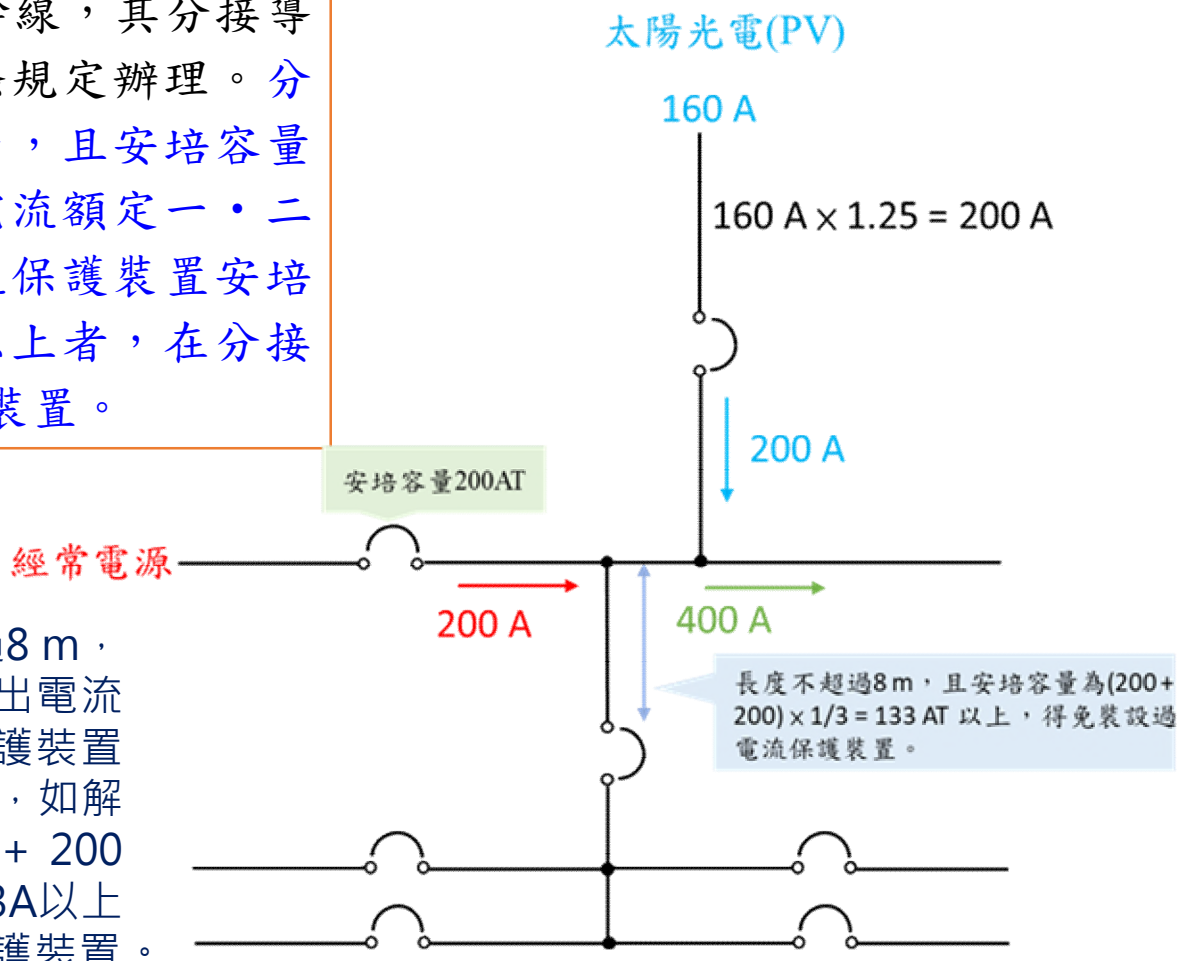 線，其分接導
規定辦理。分
，且安培容量
流額定一・二
保護裝置安培
上者，在分接
裝置。
太陽光電(PV)
160 A
160 A x 1.25 = 200 A
200 A
安培容量200AT
經常電源
200 A
400 A
長度不超過8 m，且安培容量為(200+
200) x 1/3 = 133 AT 以上，得免裝設過
電流保護裝置。
8 m，
出電流
護裝置
，如解
+ 200
A以上
護裝置。